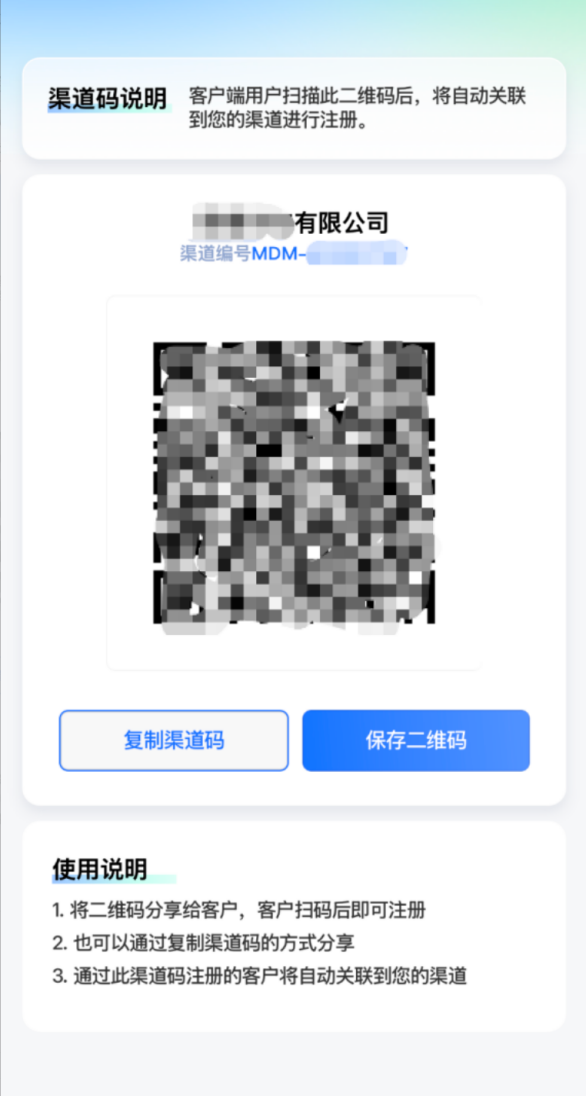 渠道码说明
客户端用户扫描此二维码后，将自动关联
到您的渠道进行注册。
有限公司
渠道编号MDM-
复制渠道码
保存二维码
使用说明
1. 将二维码分享给客户，客户扫码后即可注册
2. 也可以通过复制渠道码的方式分享
3. 通过此渠道码注册的客户将自动关联到您的渠道